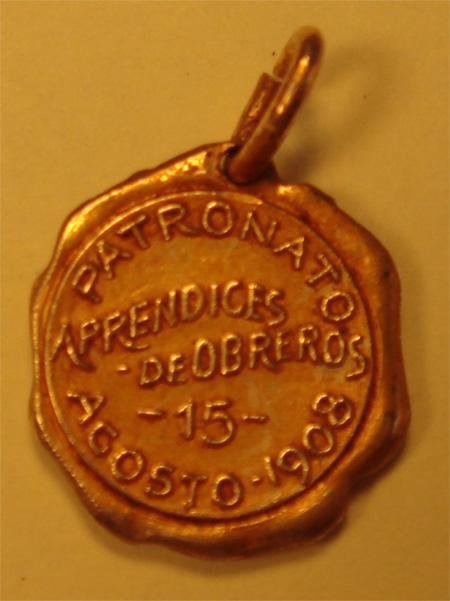 PATRONATO
APRENDICES
-DE OBREROS
-15-
AGOSTO-1908